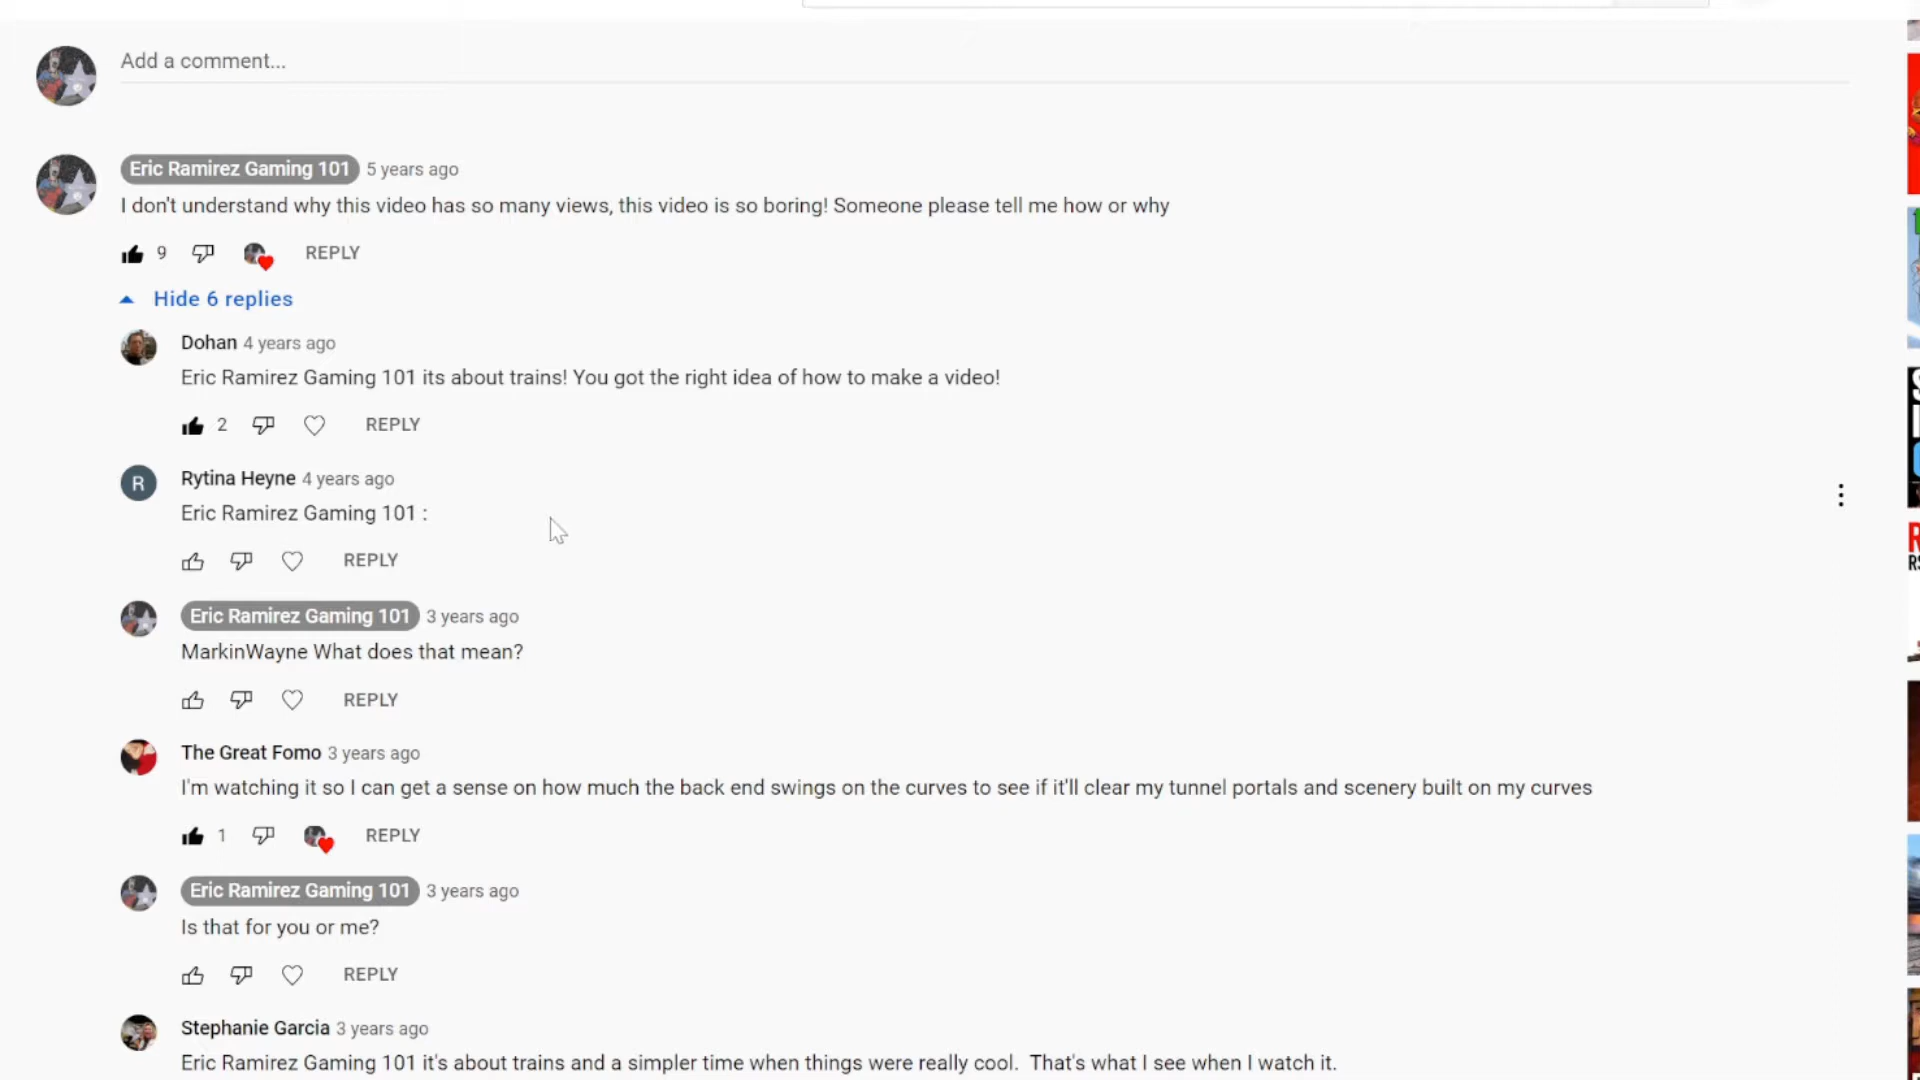 Add a comment...
Eric Ramirez Gaming 101 5 years ago
I don't understand why this video has so many views, this video is so boring! Someone please tell me how or why
9 REPLY
Hide 6 replies
Dohan 4 years ago
Eric Ramirez Gaming 101 its about trains! You got the right idea of how to make a video!
2 REPLY
R
Rytina Heyne 4 years ago
Eric Ramirez Gaming 101 :
REPLY
Eric Ramirez Gaming 101 3 years ago
MarkinWayne What does that mean?
REPLY
The Great Fomo 3 years ago
I'm watching it so I can get a sense on how much the back end swings on the curves to see if it'll clear my tunnel portals and scenery built on my curves
1 REPLY
Eric Ramirez Gaming 101 3 years ago
Is that for you or me?
REPLY
Stephanie Garcia 3 years ago
Eric Ramirez Gaming 101 it's about trains and a simpler time when things were really cool. That's what I see when I watch it.